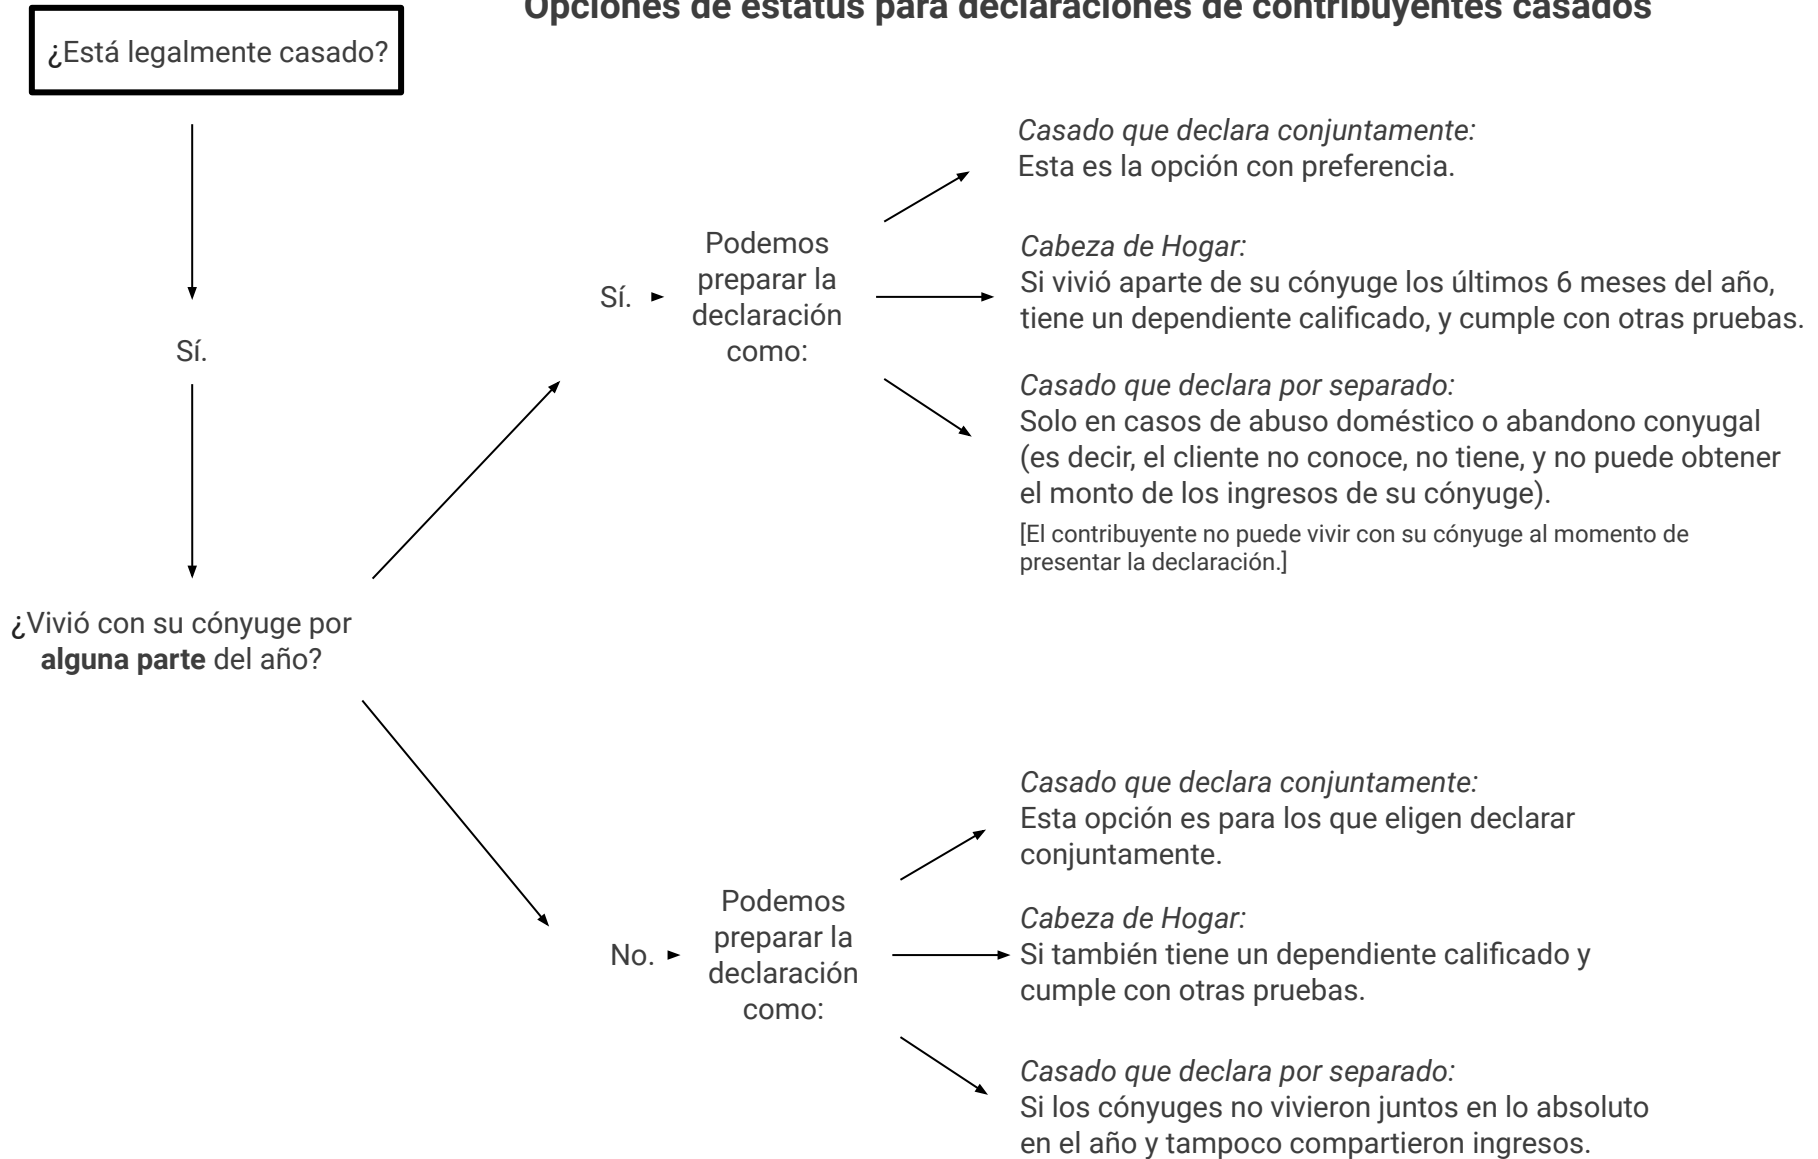 Opciones de estatus para declaraciones de contribuyentes casados
¿Está legalmente casado?
Sí.
¿Vivió con su cónyuge por
alguna parte del año?
Sí.
Podemos
preparar la
declaración
como:
Casado que declara conjuntamente:
Esta es la opción con preferencia.
Cabeza de Hogar:
Si vivió aparte de su cónyuge los últimos 6 meses del año,
tiene un dependiente calificado, y cumple con otras pruebas.
Casado que declara por separado:
Solo en casos de abuso doméstico o abandono conyugal
(es decir, el cliente no conoce, no tiene, y no puede obtener
el monto de los ingresos de su cónyuge).
[El contribuyente no puede vivir con su cónyuge al momento de
presentar la declaración.]
No.
Podemos
preparar la
declaración
como:
Casado que declara conjuntamente:
Esta opción es para los que eligen declarar
conjuntamente.
Cabeza de Hogar:
Si también tiene un dependiente calificado y
cumple con otras pruebas.
Casado que declara por separado:
Si los cónyuges no vivieron juntos en lo absoluto
en el año y tampoco compartieron ingresos.